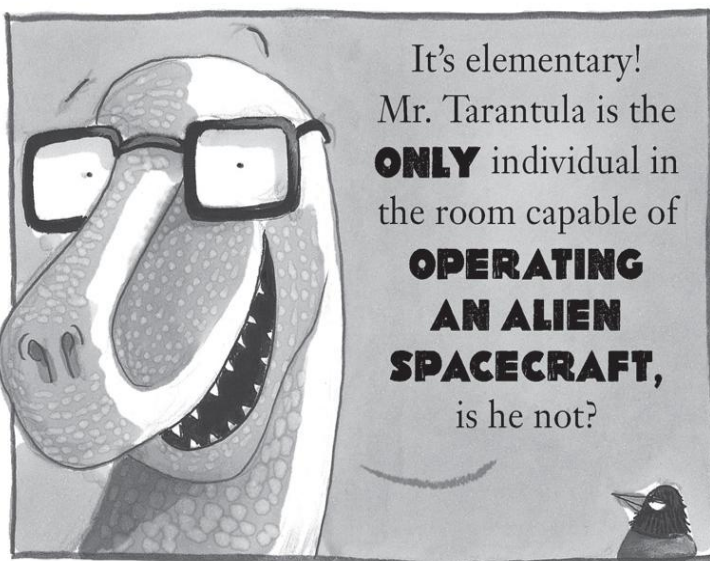 It's elementary!
Mr. Tarantula is the
ONLY individual in
the room capable of
OPERATING
AN ALIEN
SPACECRAFT,
is he not?